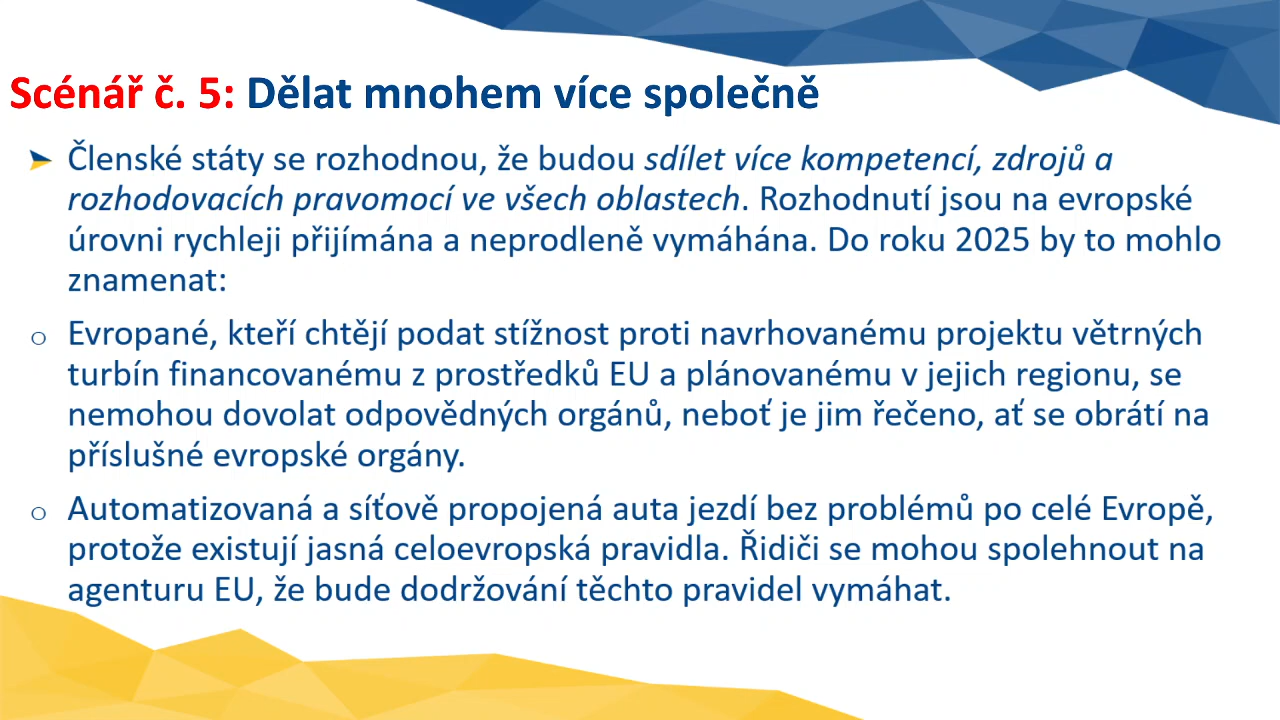 Scénář č. 5: Dělat mnohem více společně
Členské státy se rozhodnou, že budou sdílet více kompetencí, zdrojů a
rozhodovacích pravomocí ve všech oblastech. Rozhodnutí jsou na evropské
úrovni rychleji přijímána a neprodleně vymáhána. Do roku 2025 by to mohlo
znamenat:
o Evropané, kteří chtějí podat stížnost proti navrhovanému projektu větrných
turbín financovanému z prostředků EU a plánovanému v jejich regionu, se
nemohou dovolat odpovědných orgánů, neboť je jim řečeno, ať se obrátí na
příslušné evropské orgány.
o Automatizovaná a síťově propojená auta jezdí bez problémů po celé Evropě,
protože existují jasná celoevropská pravidla. Řidiči se mohou spolehnout na
agenturu EU, že bude dodržování těchto pravidel vymáhat.